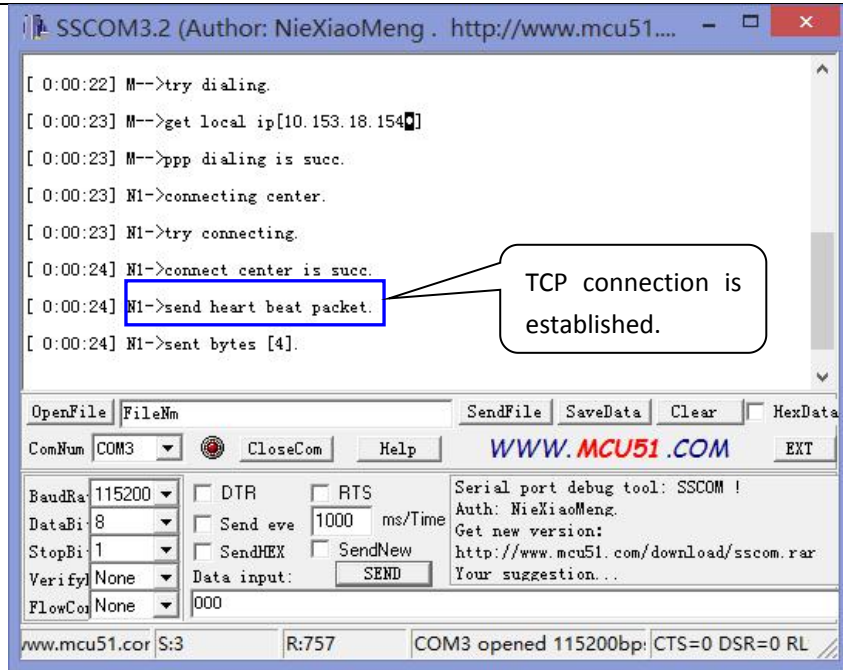 SSCOM3.2 (Author: NieXiaoMeng . http://www.mcu51....
[ 0:00:22] M-->try dialing.
[ 0:00:23] M-->get local ip[10.153.18.154]
[ 0:00:23] M-->ppp dialing is succ.
[ 0:00:23] N1->connecting center.
[ 0:00:23] N1->try connecting.
[ 0:00:24] N1->connect center is succ.
[ 0:00:24] N1->send heart beat packet.
[ 0:00:24] N1->sent bytes [4].
TCP connection is
established.
OpenFile FileNm SendFile SaveData Clear HexData
ComNum COM3 CloseCom Help WWW.MCU51.COM EXT
BaudRa 115200 DTR RTS
DataBi 8 Send eve 1000 ms/Time
StopBi 1 SendHEX SendNew
Verify None Data input: SEND
FlowCo None 000
Serial port debug tool: SSCOM !
Auth: NieXiaoMeng.
Get new version:
http://www.mcu51.com/download/sscom.rar
Your suggestion...
www.mcu51.cor S:3 R:757 COM3 opened 115200bp CTS=0 DSR=0 RL